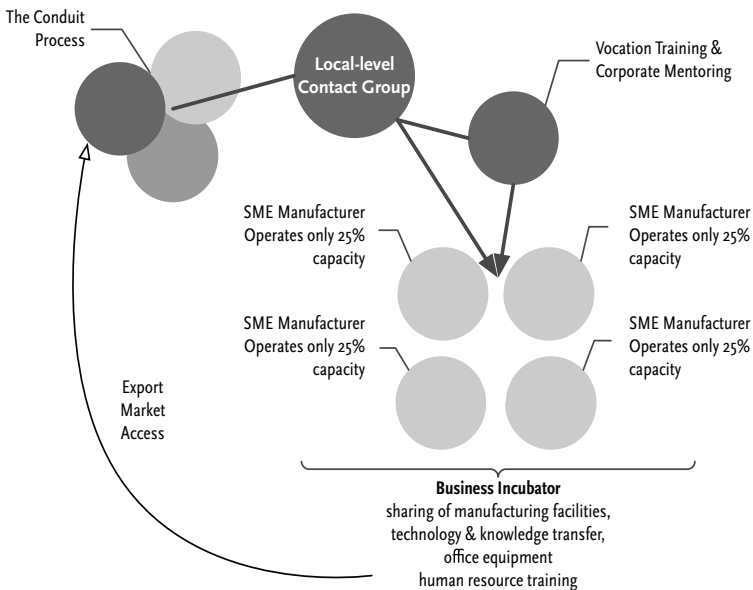 The Conduit
Process
Local-level
Contact Group
Vocation Training &
Corporate Mentoring
SME Manufacturer
Operates only 25%
capacity
SME Manufacturer
Operates only 25%
capacity
SME Manufacturer
Operates only 25%
capacity
SME Manufacturer
Operates only 25%
capacity
Export
Market
Access
Business Incubator
sharing of manufacturing facilities,
technology & knowledge transfer,
office equipment
human resource training